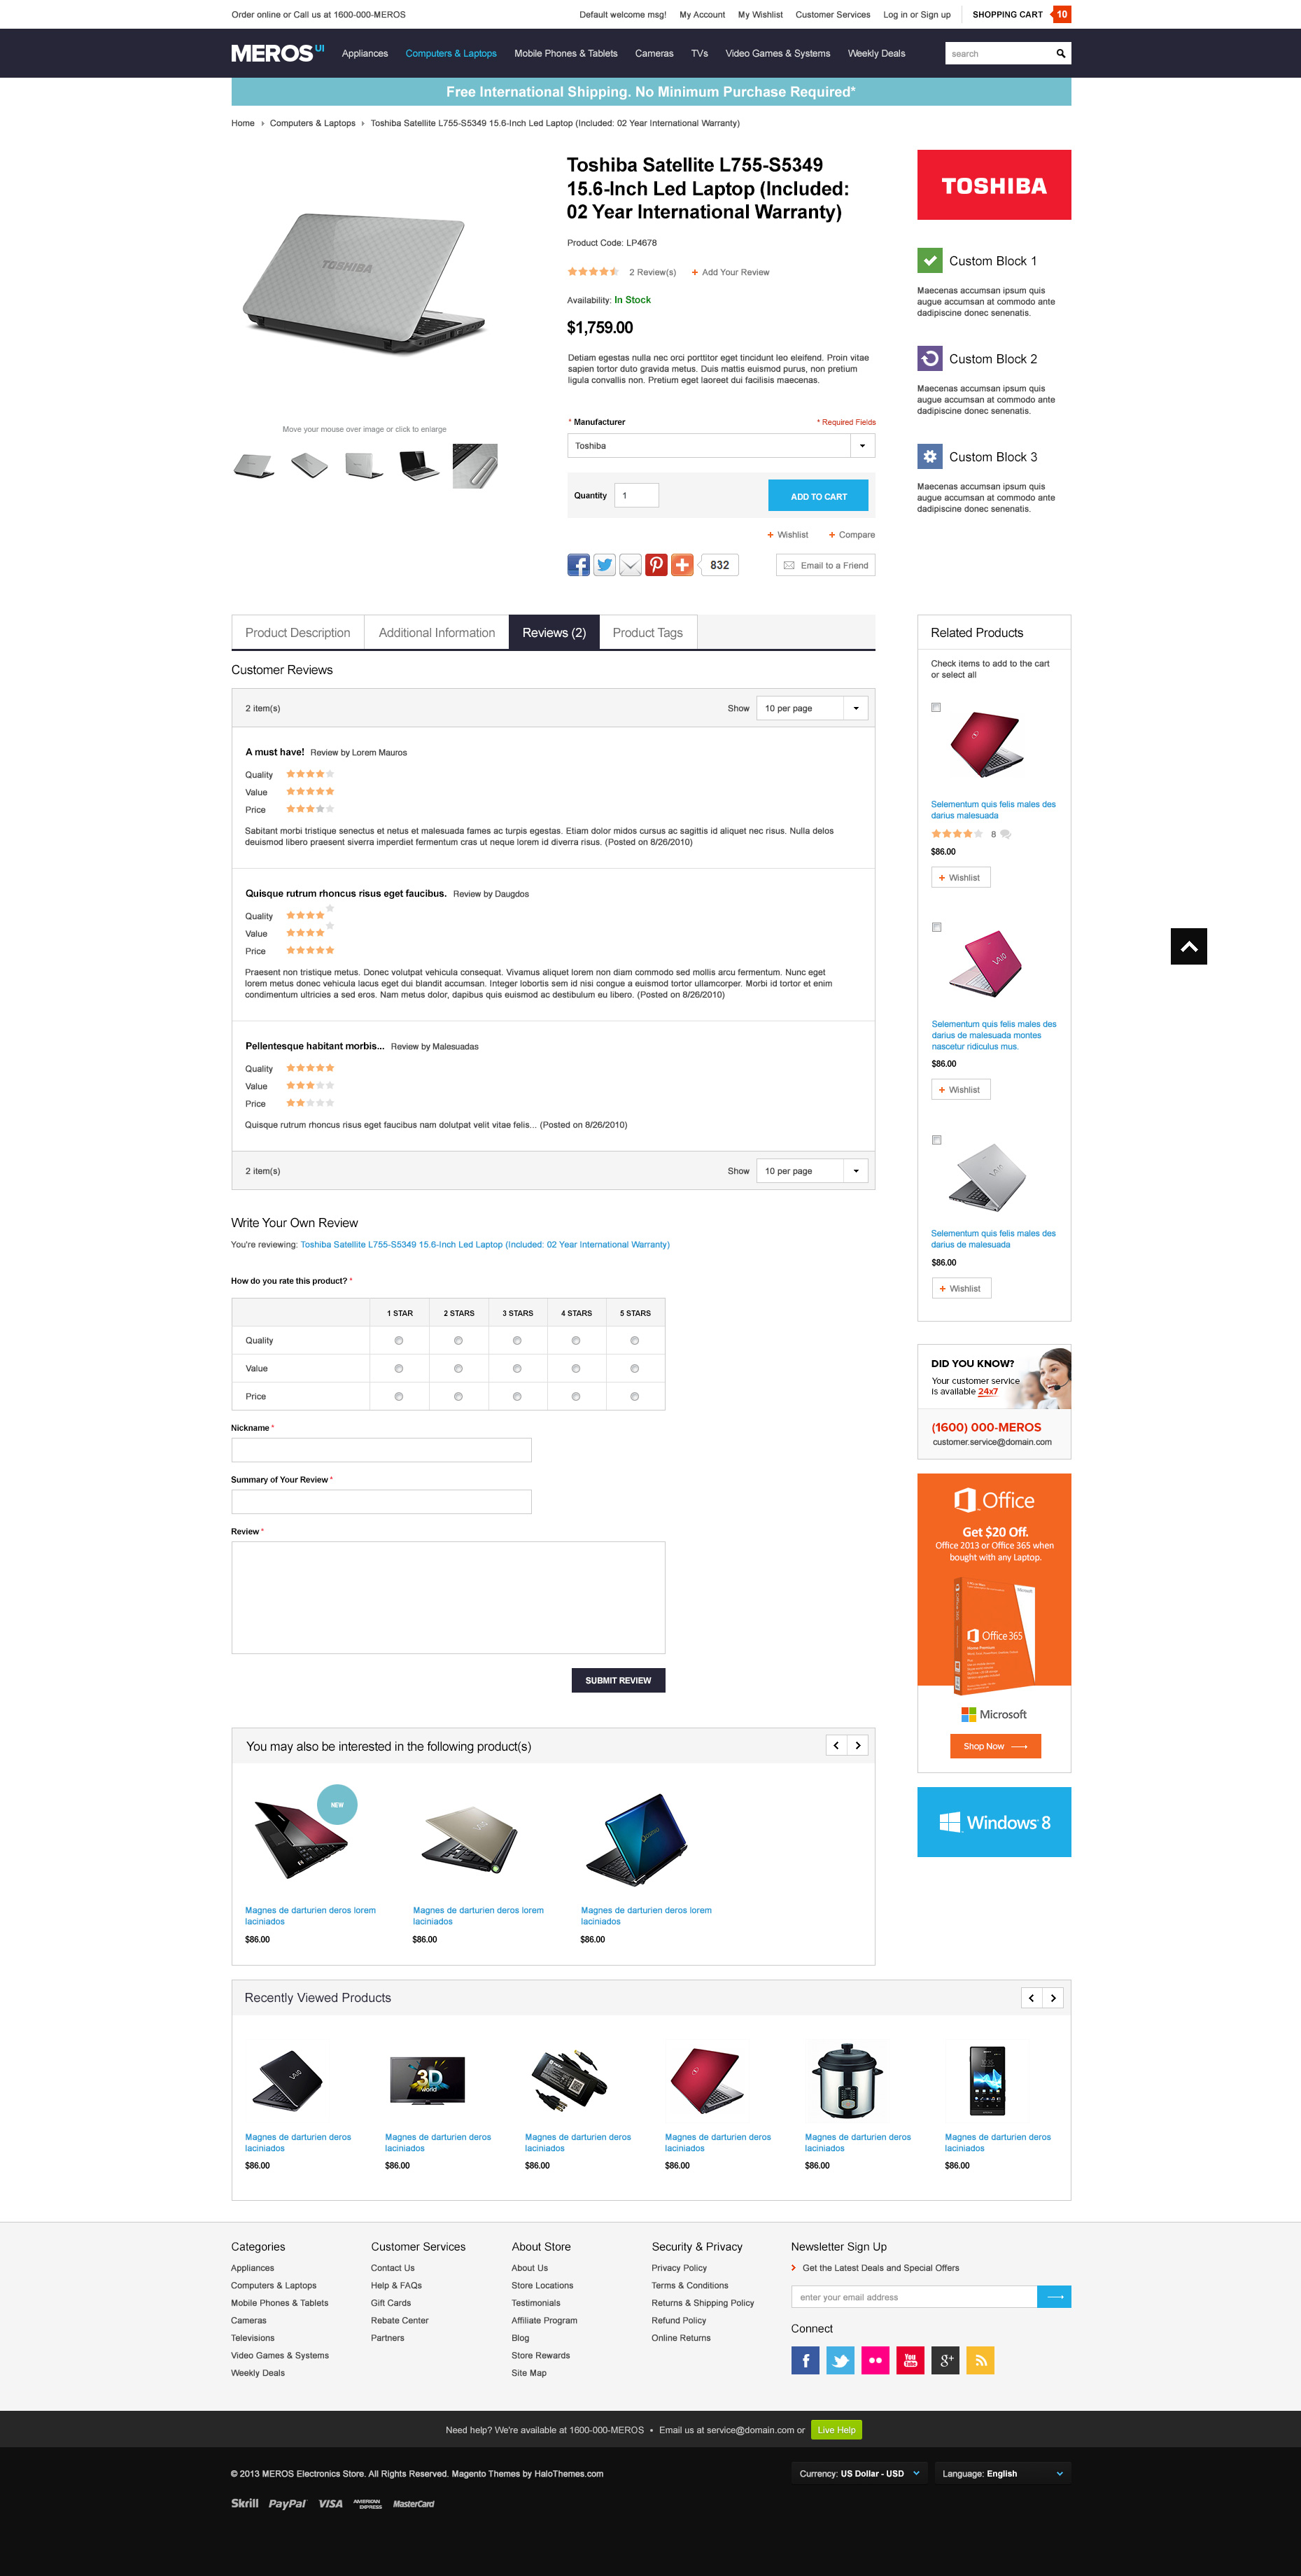 Order online or Call us at 1600-000-MEROS
Default welcome msg! My Account My Wishlist Customer Services Log in or Sign up SHOPPING CART 10
MEROS UI Appliances Computers & Laptops Mobile Phones & Tablets Cameras TVs Video Games & Systems Weekly Deals search
Free International Shipping. No Minimum Purchase Required*
Home Computers & Laptops Toshiba Satellite L755-S5349 15.6-Inch Led Laptop (Included: 02 Year International Warranty)
TOSHIBA
Move your mouse over image or click to enlarge
Toshiba Satellite L755-S5349
15.6-Inch Led Laptop (Included:
02 Year International Warranty)
Product Code: LP4678
2 Review(s) + Add Your Review
Availability: In Stock
$1,759.00
Detiam egestas nulla nec orci porttitor eget tincidunt leo eleifend. Proin vitae
sapien tortor duto gravida metus. Duis mattis euismod purus, non pretium
ligula convallis non. Pretium eget laoreet dui facilisis maecenas.
* Manufacturer * Required Fields
Toshiba
Quantity 1 ADD TO CART
+ Wishlist + Compare
832 Email to a Friend
TOSHIBA
Custom Block 1
Maecenas accumsan ipsum quis
augue accumsan at commodo ante
dadipiscine donec senenatis.
Custom Block 2
Maecenas accumsan ipsum quis
augue accumsan at commodo ante
dadipiscine donec senenatis.
Custom Block 3
Maecenas accumsan ipsum quis
augue accumsan at commodo ante
dadipiscine donec senenatis.
Product Description Additional Information Reviews (2) Product Tags
Customer Reviews
2 item(s) Show 10 per page
A must have! Review by Lorem Mauros
Quality
Value
Price
Sabitant morbi tristique senectus et netus et malesuada fames ac turpis egestas. Etiam dolor midos cursus ac sagittis id aliquet nec risus. Nulla delos
deuismod libero praesent siverra imperdiet fermentum cras ut neque lorem id diverra risus. (Posted on 8/26/2010)
Quisque rutrum rhoncus risus eget faucibus. Review by Daugdos
Quality
Value
Price
Praesent non tristique metus. Donec volutpat vehicula consequat. Vivamus aliquet lorem non diam commodo sed mollis arcu fermentum. Nunc eget
lorem metus donec vehicula lacus eget dui blandit accumsan. Integer lobortis sem id nisi congue a euismod tortor ullamcorper. Morbi id tortor et enim
condimentum ultricies a sed eros. Nam metus dolor, dapibus quis euismod ac destibulum eu libero. (Posted on 8/26/2010)
Pellentesque habitant morbis... Review by Malesuadas
Quality
Value
Price
Quisque rutrum rhoncus risus eget faucibus nam dolutpat velit vitae felis... (Posted on 8/26/2010)
2 item(s) Show 10 per page
Write Your Own Review
You're reviewing: Toshiba Satellite L755-S5349 15.6-Inch Led Laptop (Included: 02 Year International Warranty)
How do you rate this product? *
1 STAR 2 STARS 3 STARS 4 STARS 5 STARS
Quality
Value
Price
Nickname *
Summary of Your Review *
Review *
SUBMIT REVIEW
Related Products
Check items to add to the cart
or select all
Selementum quis felis males des
darius malesuada
8
$86.00
+ Wishlist
VAIO
Selementum quis felis males des
darius de malesuada montes
nascetur ridiculus mus.
$86.00
+ Wishlist
VAIO
Selementum quis felis males des
darius de malesuada
$86.00
+ Wishlist
DID YOU KNOW?
Your customer service
is available 24x7
(1600) 000-MEROS
customer.service@domain.com
Office
Get $20 Off.
Office 2013 or Office 365 when
bought with any Laptop.
Office 365
Microsoft
Shop Now
Windows 8
You may also be interested in the following product(s)
NEW
Magnes de darturien deros lorem
laciniados
$86.00
Magnes de darturien deros lorem
laciniados
$86.00
Magnes de darturien deros lorem
laciniados
$86.00
Recently Viewed Products
VAIO
3D
World
Magnes de darturien deros
laciniados
$86.00
Magnes de darturien deros
laciniados
$86.00
Magnes de darturien deros
laciniados
$86.00
Magnes de darturien deros
laciniados
$86.00
Magnes de darturien deros
laciniados
$86.00
Magnes de darturien deros
laciniados
$86.00
Categories
Appliances
Computers & Laptops
Mobile Phones & Tablets
Cameras
Televisions
Video Games & Systems
Weekly Deals
Customer Services
Contact Us
Help & FAQs
Gift Cards
Rebate Center
Partners
About Store
About Us
Store Locations
Testimonials
Affiliate Program
Blog
Store Rewards
Site Map
Security & Privacy
Privacy Policy
Terms & Conditions
Returns & Shipping Policy
Refund Policy
Online Returns
Newsletter Sign Up
Get the Latest Deals and Special Offers
enter your email address
Connect
You Tube g+
Need help? We're available at 1600-000-MEROS • Email us at service@domain.com or Live Help
© 2013 MEROS Electronics Store. All Rights Reserved. Magento Themes by HaloThemes.com
Currency: US Dollar - USD Language: English
Skrill PayPal VISA AMERICAN EXPRESS MasterCard